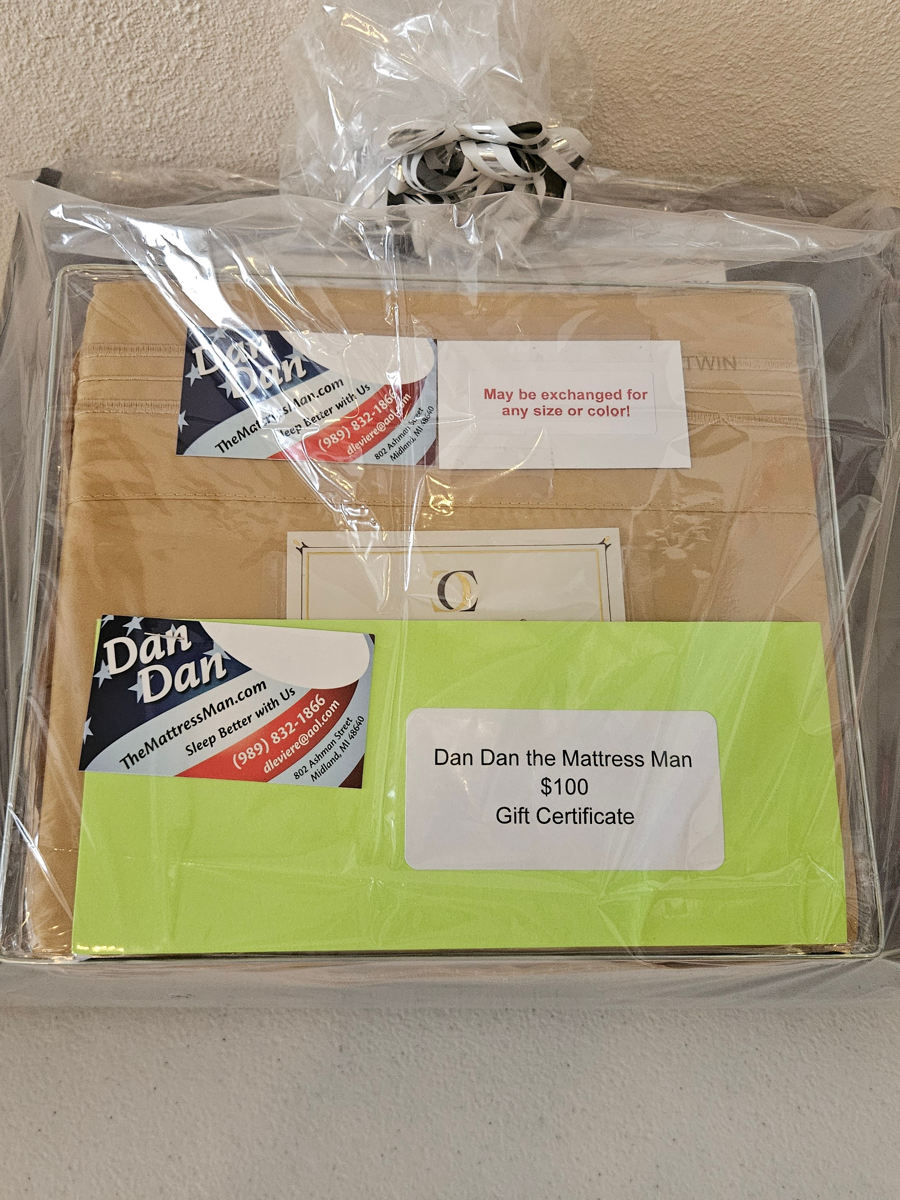 Dan
Dan
TheMattressMan.com
Sleep Better with Us
(989) 832-1866
dleviere@aol.com
802 Ashman Street
Midland, MI 48640
May be exchanged for
any size or color!
TWIN
Dan
Dan
TheMattressMan.com
Sleep Better with Us
(989) 832-1866
dleviere@aol.com
802 Ashman Street
Midland, MI 48640
Dan Dan the Mattress Man
$100
Gift Certificate